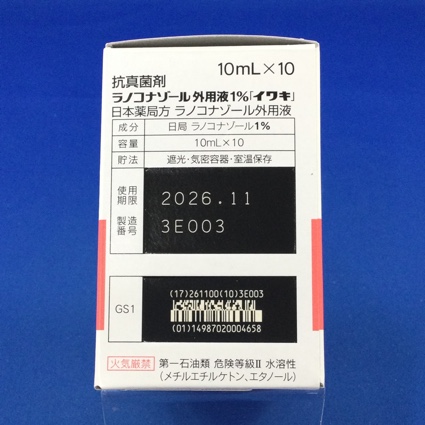 10mL×10
抗真菌剤
ラノコナゾール外用液1%「イワキ」
日本薬局方 ラノコナゾール外用液
成分 日局 ラノコナゾール1%
容量 10mL×10
貯法 遮光・気密容器・室温保存
使用期限 2026.11
製造番号 3E003
(17)261100(10)3E003
GS1
(01)14987020004658
火気厳禁 第一石油類 危険等級Ⅱ 水溶性
(メチルエチルケトン、エタノール)